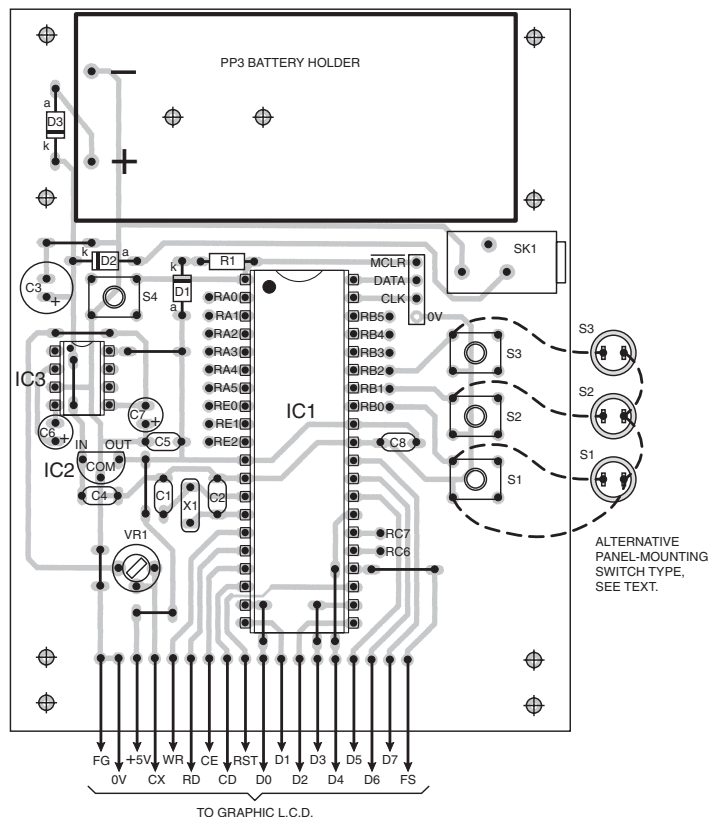 PP3 BATTERY HOLDER
a
D3
k
+
SK1
k
D2
a
k
R1
MCLR
C3
+
S4
D1
a
DATA
CLK
0V
RA0
RA1
RA2
RA3
RA4
RA5
RE0
RE1
RE2
RB5
RB4
RB3
RB2
RB1
RB0
IC1
IC3
S3
S3
S2
S2
S1
S1
C7
+
C6
+
C5
C8
IN
OUT
IC2
COM
C4
C1
X1
C2
VR1
RC7
RC6
ALTERNATIVE
PANEL-MOUNTING
SWITCH TYPE,
SEE TEXT.
FG
0V
+5V
CX
WR
RD
CE
CD
RST
D0
D1
D2
D3
D4
D5
D6
D7
FS
TO GRAPHIC L.C.D.